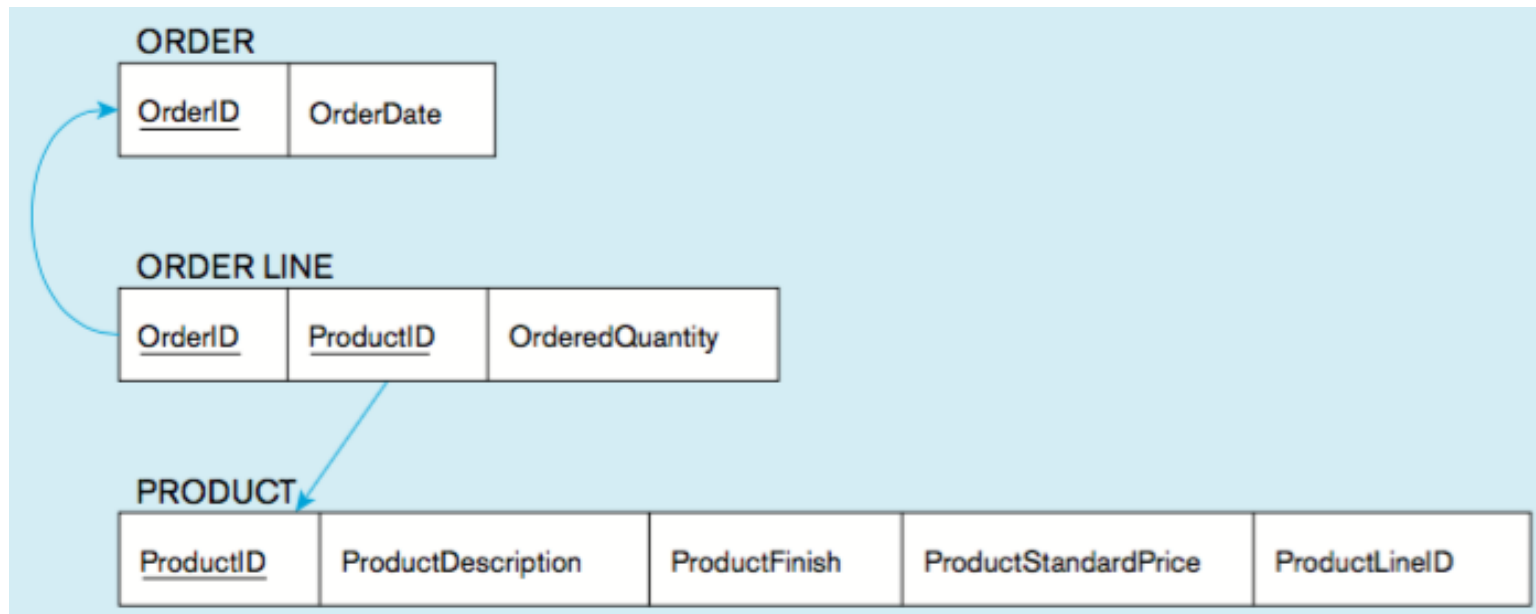 ORDER
OrderID OrderDate
ORDER LINE
OrderID ProductID OrderedQuantity
PRODUCT
ProductID ProductDescription ProductFinish ProductStandardPrice ProductLineID